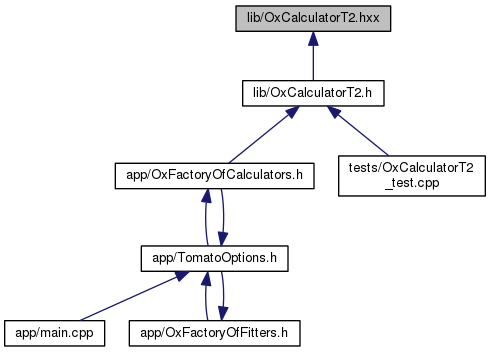 lib/OxCalculatorT2.hxx
lib/OxCalculatorT2.h
app/OxFactoryOfCalculators.h
tests/OxCalculatorT2
_test.cpp
app/TomatoOptions.h
app/main.cpp
app/OxFactoryOfFitters.h